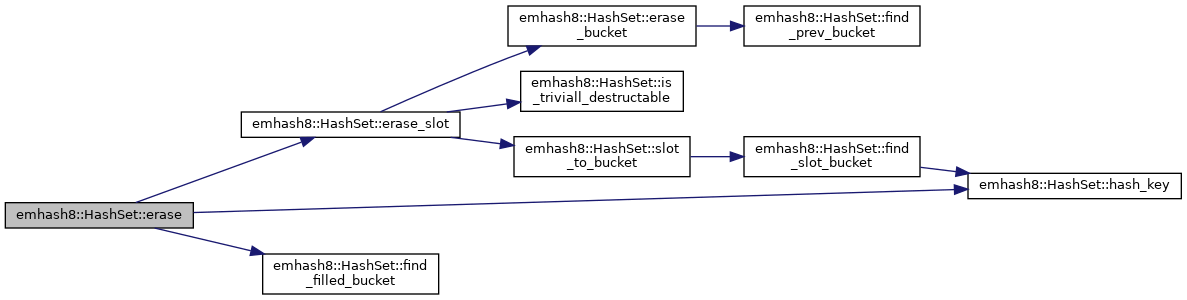 emhash8::HashSet::erase
_bucket
emhash8::HashSet::find
_prev_bucket
emhash8::HashSet::is
_triviall_destructable
emhash8::HashSet::erase_slot
emhash8::HashSet::slot
_to_bucket
emhash8::HashSet::find
_slot_bucket
emhash8::HashSet::hash_key
emhash8::HashSet::erase
emhash8::HashSet::find
_filled_bucket